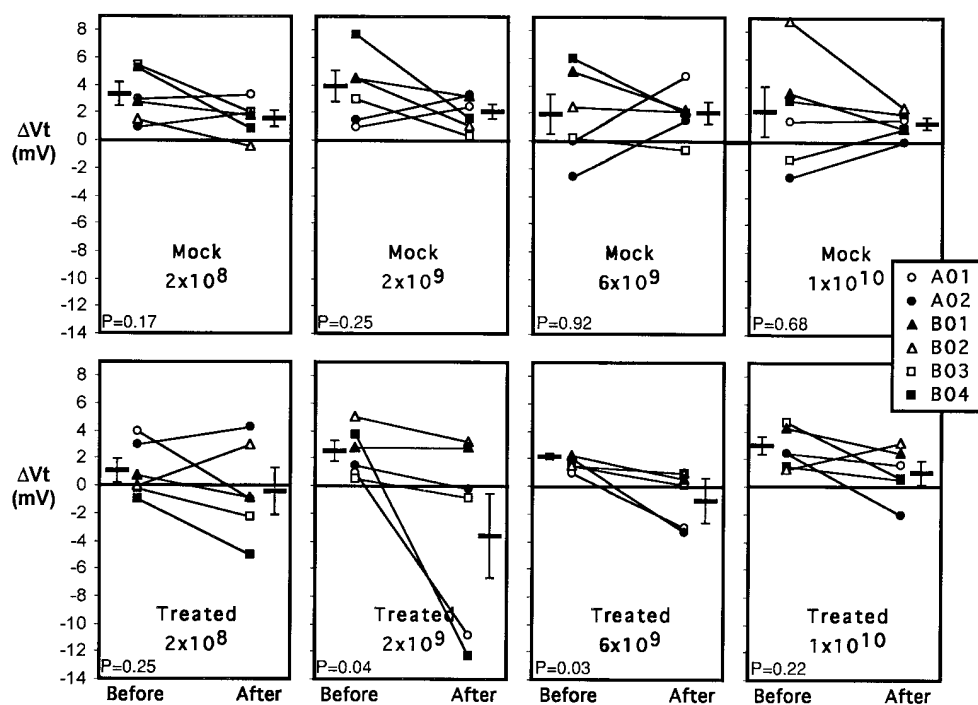 8
6
4
2
0
-2
-4
-6
-8
-10
-12
-14
ΔVt
(mV)
Mock
2x10⁸
P=0.17
Mock
2x10⁹
P=0.25
Mock
6x10⁹
P=0.92
Mock
1x10¹⁰
P=0.68
A01
A02
B01
B02
B03
B04
8
6
4
2
0
-2
-4
-6
-8
-10
-12
-14
ΔVt
(mV)
Treated
2x10⁸
P=0.25
Treated
2x10⁹
P=0.04
Treated
6x10⁹
P=0.03
Treated
1x10¹⁰
P=0.22
Before After
Before After
Before After
Before After